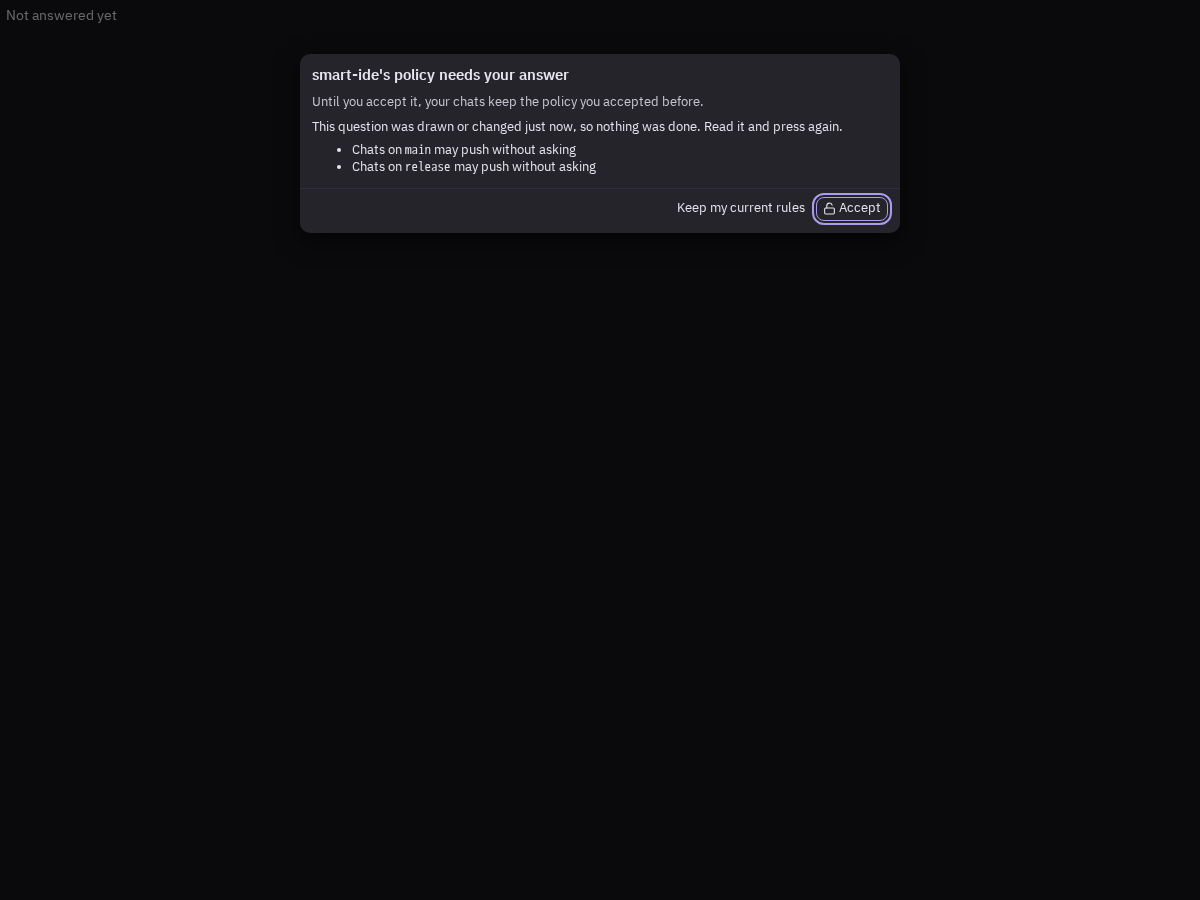 Not answered yet
smart-ide's policy needs your answer
Until you accept it, your chats keep the policy you accepted before.
This question was drawn or changed just now, so nothing was done. Read it and press again.
• Chats on main may push without asking
• Chats on release may push without asking
Keep my current rules
Accept